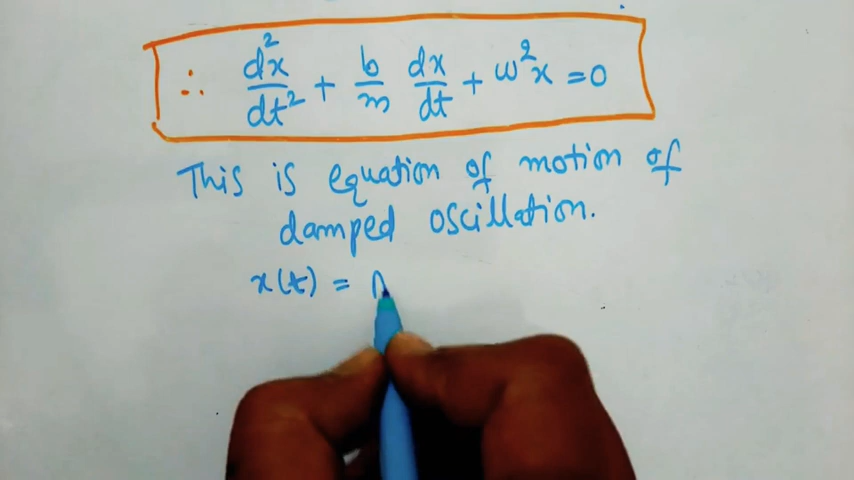 ∴ d²x/dt² + b/m dx/dt + ω²x = 0
This is equation of motion of
damped oscillation.
x(t) =